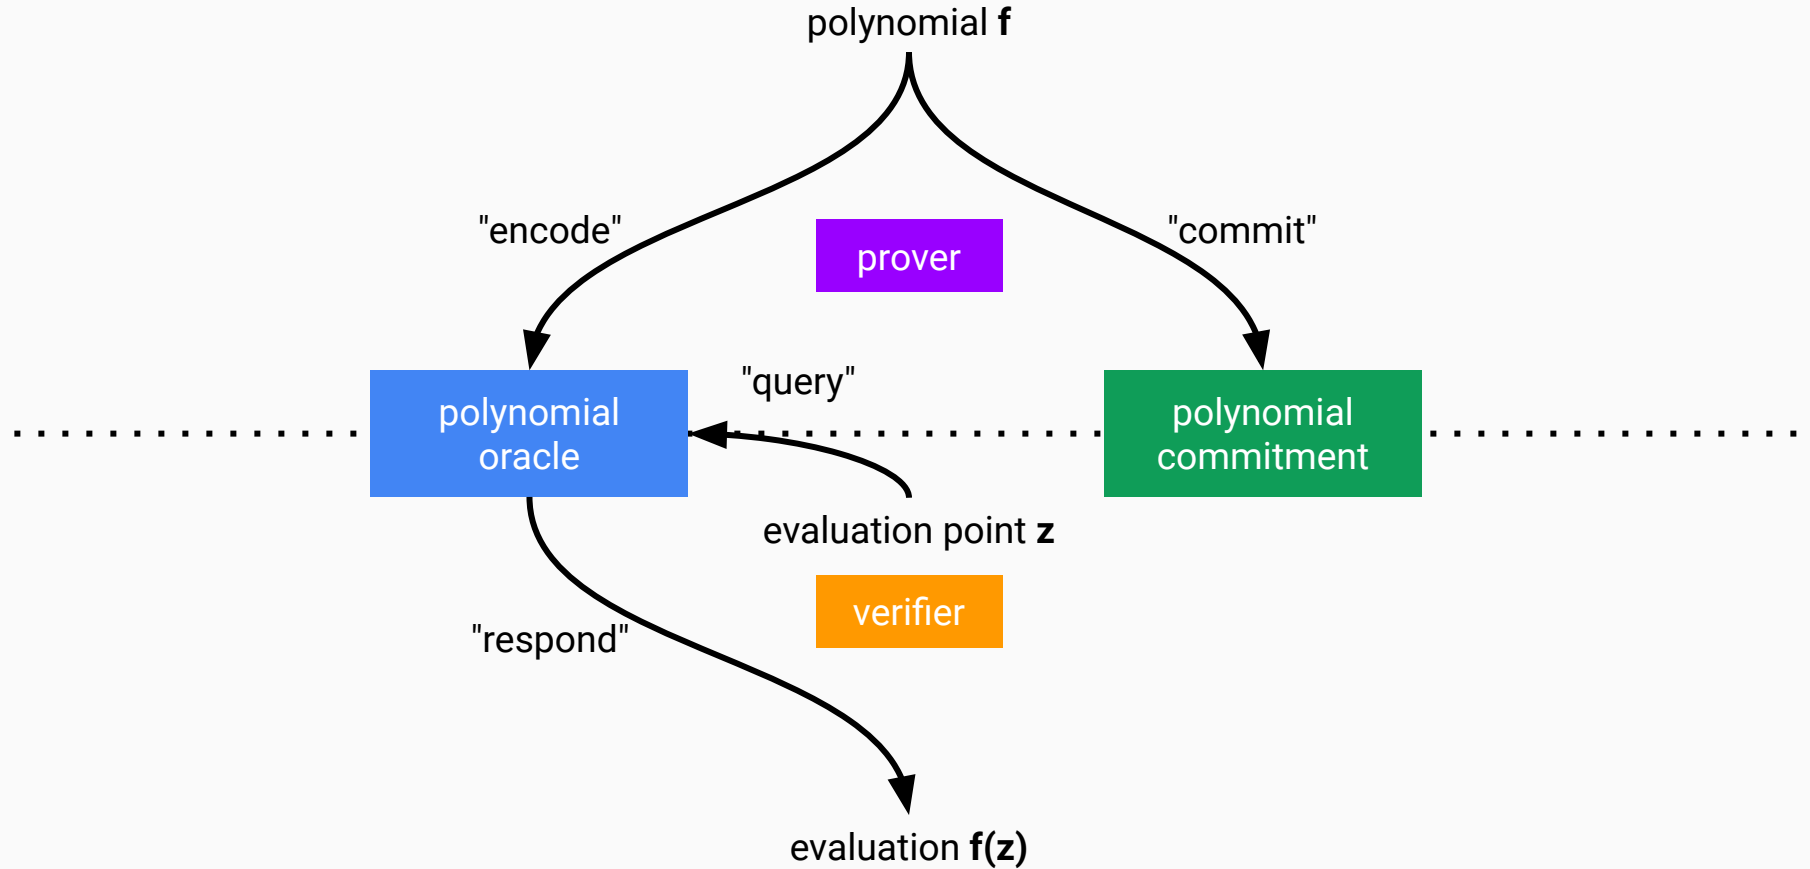 polynomial f
"encode"
"commit"
prover
"query"
polynomial
oracle
polynomial
commitment
evaluation point z
verifier
"respond"
evaluation f(z)